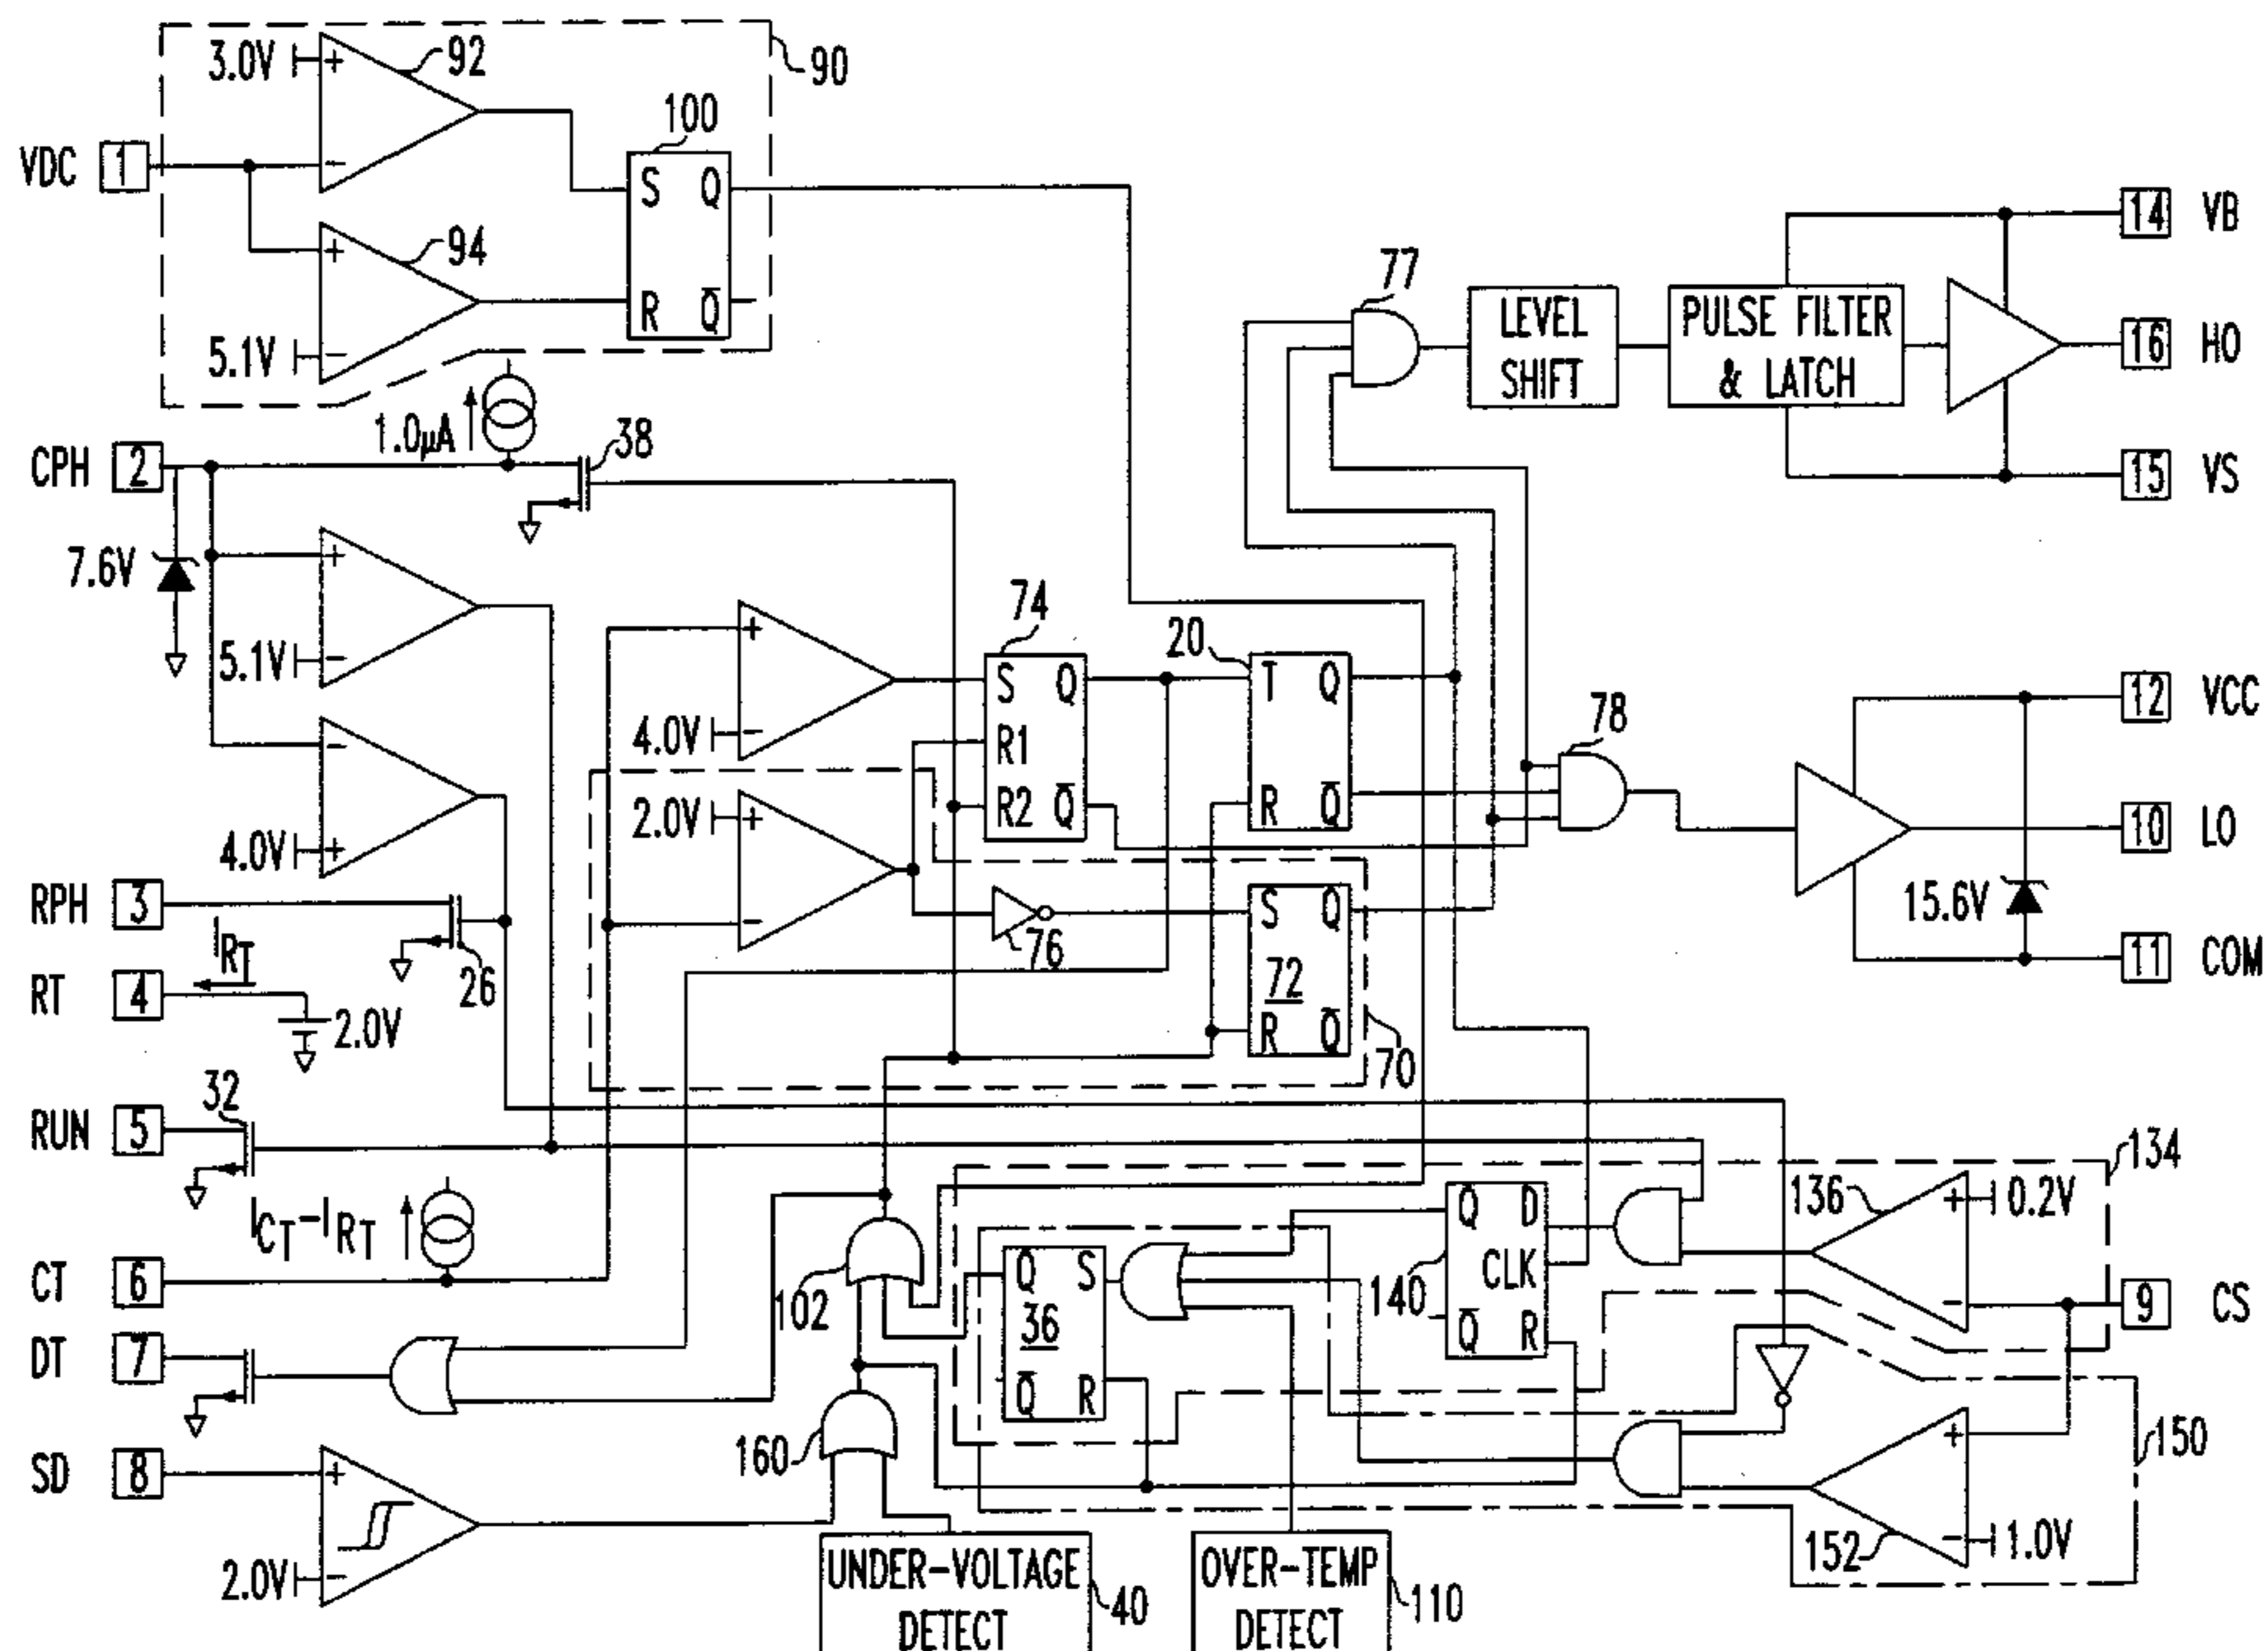 3.0V
+
92
90
VDC
1
−
100
S
Q
+
94
R
Q̅
5.1V
−
14
VB
77
LEVEL
SHIFT
PULSE FILTER
& LATCH
16
HO
15
VS
1.0μA
38
CPH
2
7.6V
+
5.1V
−
−
4.0V
+
+
4.0V
−
74
S
Q
R1
R2
Q̅
20
T
Q
R
Q̅
78
12
VCC
2.0V
+
−
10
LO
15.6V
11
COM
RPH
3
26
76
S
Q
72
R
Q̅
70
IRT
RT
4
2.0V
RUN
5
32
ICT-IRT
CT
6
DT
7
SD
8
+
2.0V
−
102
160
Q
S
36
Q̅
R
Q
D
CLK
140
Q̅
R
136
+
0.2V
−
134
9
CS
+
150
−
1.0V
152
UNDER-VOLTAGE
DETECT
40
OVER-TEMP
DETECT
110